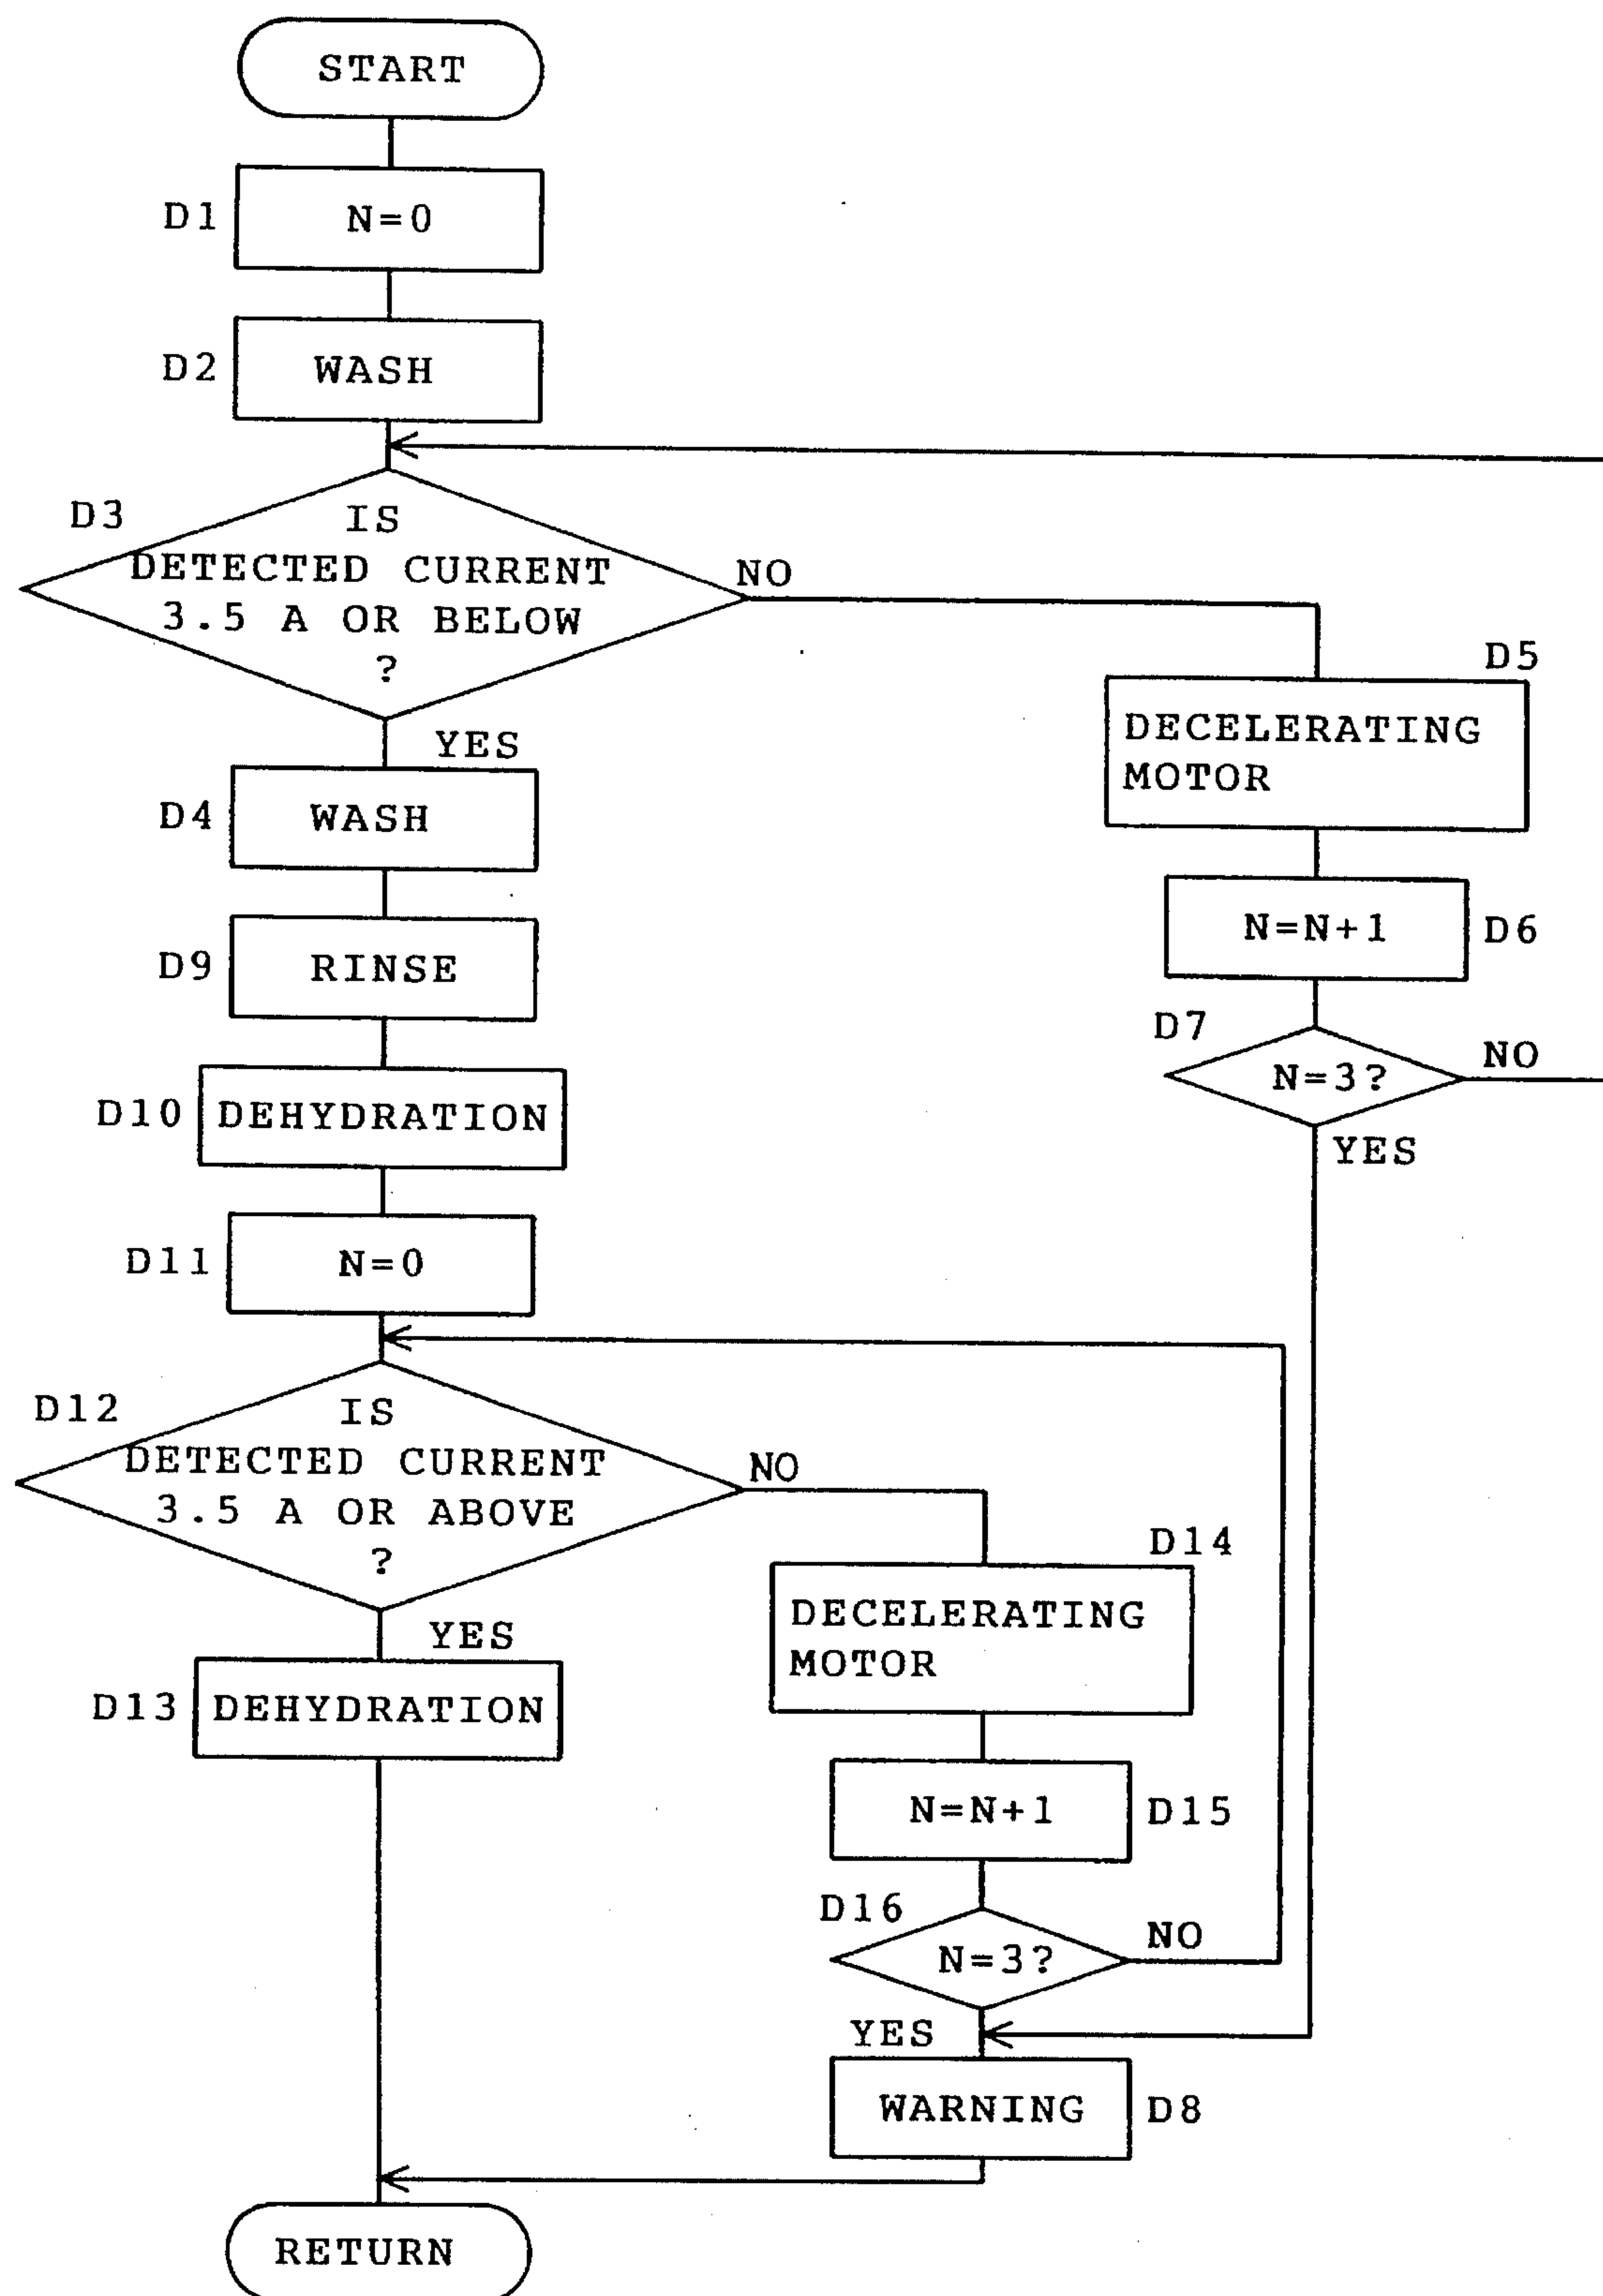 START
D1
N=0
D2
WASH
D3
IS
DETECTED CURRENT
3.5 A OR BELOW
?
NO
YES
D5
DECELERATING
MOTOR
D4
WASH
N=N+1
D6
D9
RINSE
D7
N=3?
NO
YES
D10
DEHYDRATION
D11
N=0
D12
IS
DETECTED CURRENT
3.5 A OR ABOVE
?
NO
YES
D14
DECELERATING
MOTOR
D13
DEHYDRATION
N=N+1
D15
D16
N=3?
NO
YES
WARNING
D8
RETURN